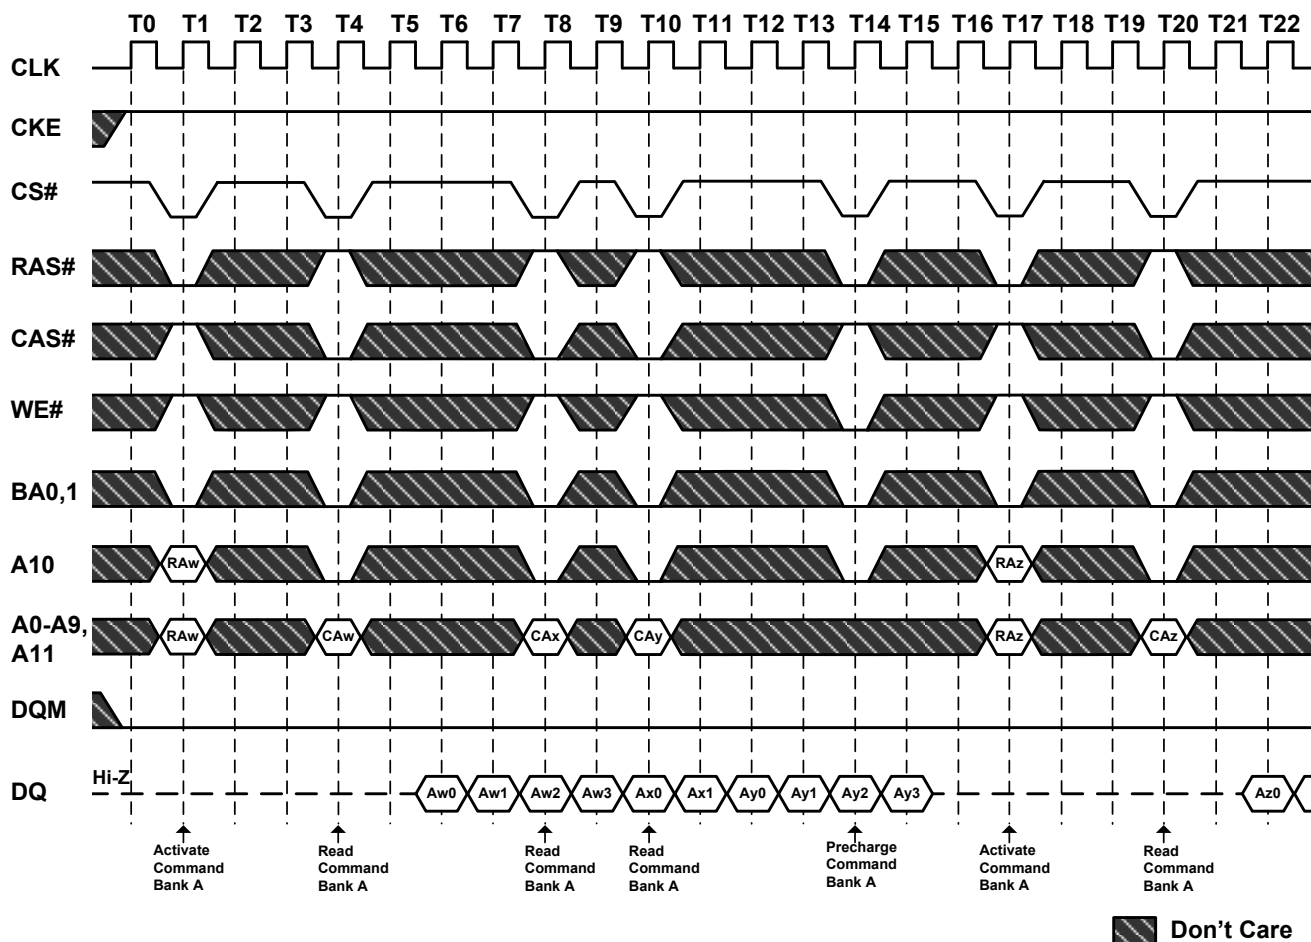 T0 T1 T2 T3 T4 T5 T6 T7 T8 T9 T10 T11 T12 T13 T14 T15 T16 T17 T18 T19 T20 T21 T22
CLK
CKE
CS#
RAS#
CAS#
WE#
BA0,1
A10 RAw RAz
A0-A9,
A11
RAw CAw CAx CAy RAz CAz
DQM
Hi-Z
DQ Aw0 Aw1 Aw2 Aw3 Ax0 Ax1 Ay0 Ay1 Ay2 Ay3 Az0
Activate
Command
Bank A
Read
Command
Bank A
Read
Command
Bank A
Read
Command
Bank A
Precharge
Command
Bank A
Activate
Command
Bank A
Read
Command
Bank A
Don't Care